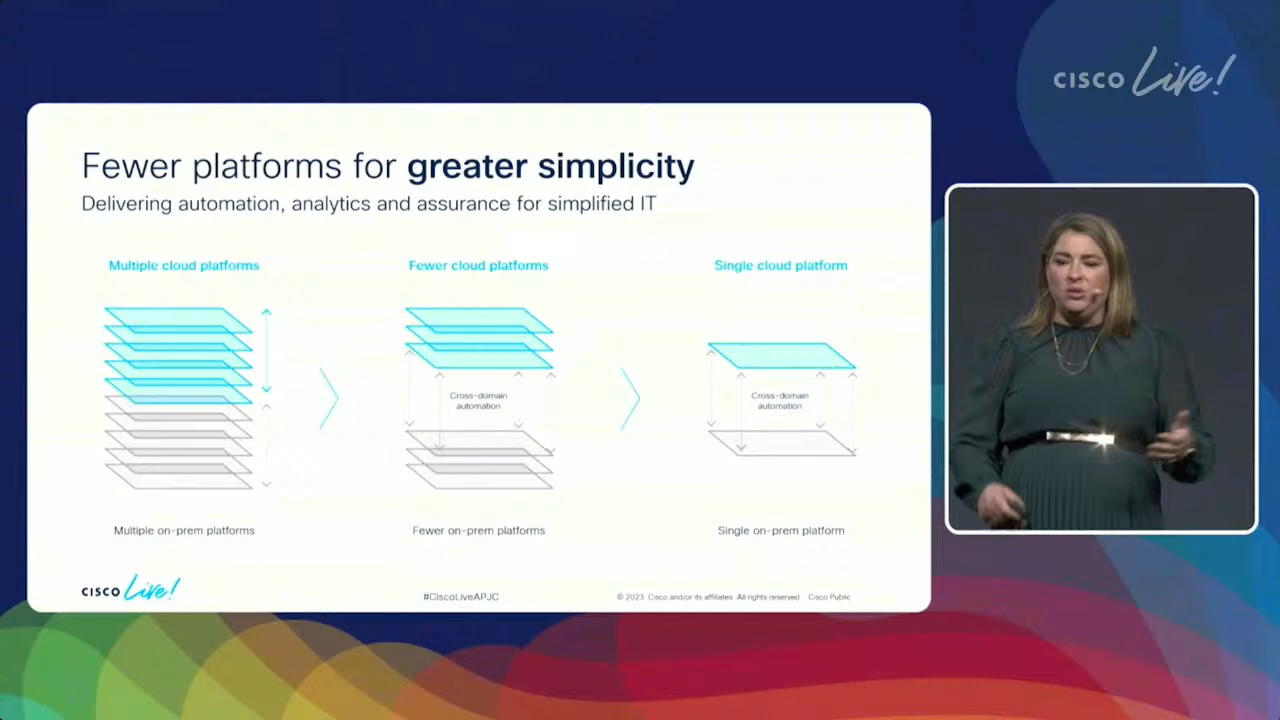 CISCO Live!
Fewer platforms for greater simplicity
Delivering automation, analytics and assurance for simplified IT
Multiple cloud platforms
Fewer cloud platforms
Single cloud platform
Cross-domain
automation
Cross-domain
automation
Multiple on-prem platforms
Fewer on-prem platforms
Single on-prem platform
CISCO Live!
#CiscoLiveAPJC
© 2023 Cisco and/or its affiliates All rights reserved Cisco Public